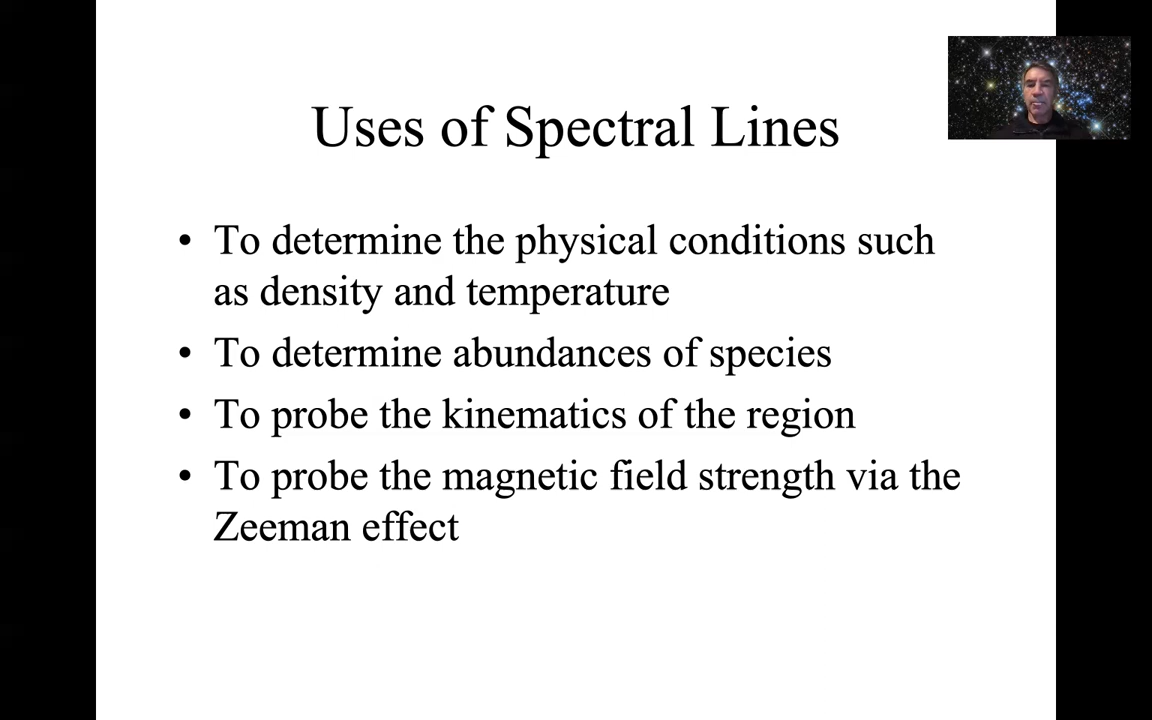 Uses of Spectral Lines
• To determine the physical conditions such
as density and temperature
• To determine abundances of species
• To probe the kinematics of the region
• To probe the magnetic field strength via the
Zeeman effect